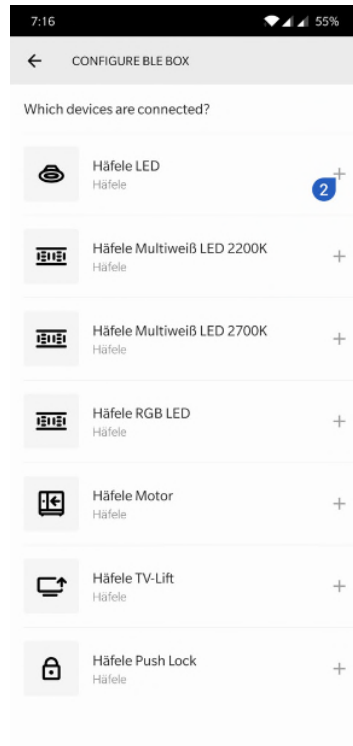 7:16
55%
CONFIGURE BLE BOX
Which devices are connected?
Häfele LED
Häfele
2
Häfele Multiweiß LED 2200K
Häfele
Häfele Multiweiß LED 2700K
Häfele
Häfele RGB LED
Häfele
Häfele Motor
Häfele
Häfele TV-Lift
Häfele
Häfele Push Lock
Häfele